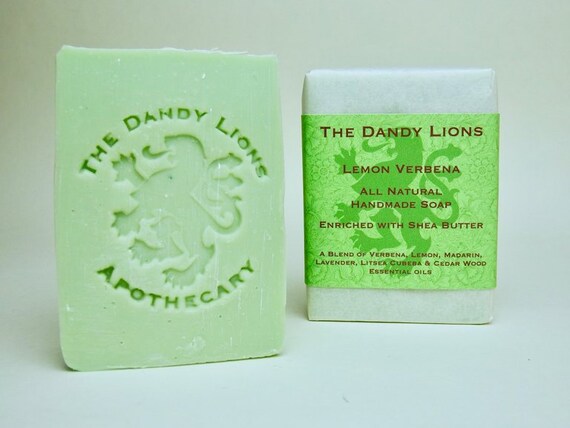 The Dandy Lions
Apothecary
The Dandy Lions
Lemon Verbena
All Natural
Handmade Soap
Enriched with Shea Butter
A Blend of Verbena, Lemon, Madarin,
Lavender, Litsea Cubeba & Cedar Wood
Essential oils